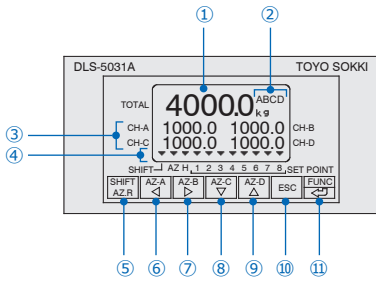 ① ②
DLS-5031A TOYO SOKKI
TOTAL 4000.0 ABCD
kg
③ CH-A 1000.0 1000.0 CH-B
CH-C 1000.0 1000.0 CH-D
④
SHIFT AZ H 1 2 3 4 5 6 7 8 SET POINT
SHIFT AZ-A AZ-B AZ-C AZ-D ESC FUNC
AZ.R ◁ ▷ ▽ △
⑤ ⑥ ⑦ ⑧ ⑨ ⑩ ⑪